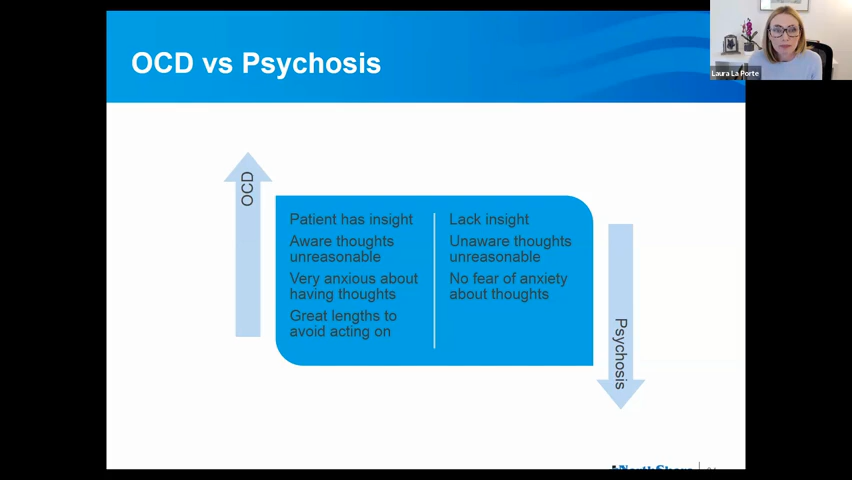 OCD vs Psychosis
Laura La Porte
OCD
Patient has insight
Aware thoughts
unreasonable
Very anxious about
having thoughts
Great lengths to
avoid acting on
Lack insight
Unaware thoughts
unreasonable
No fear of anxiety
about thoughts
Psychosis